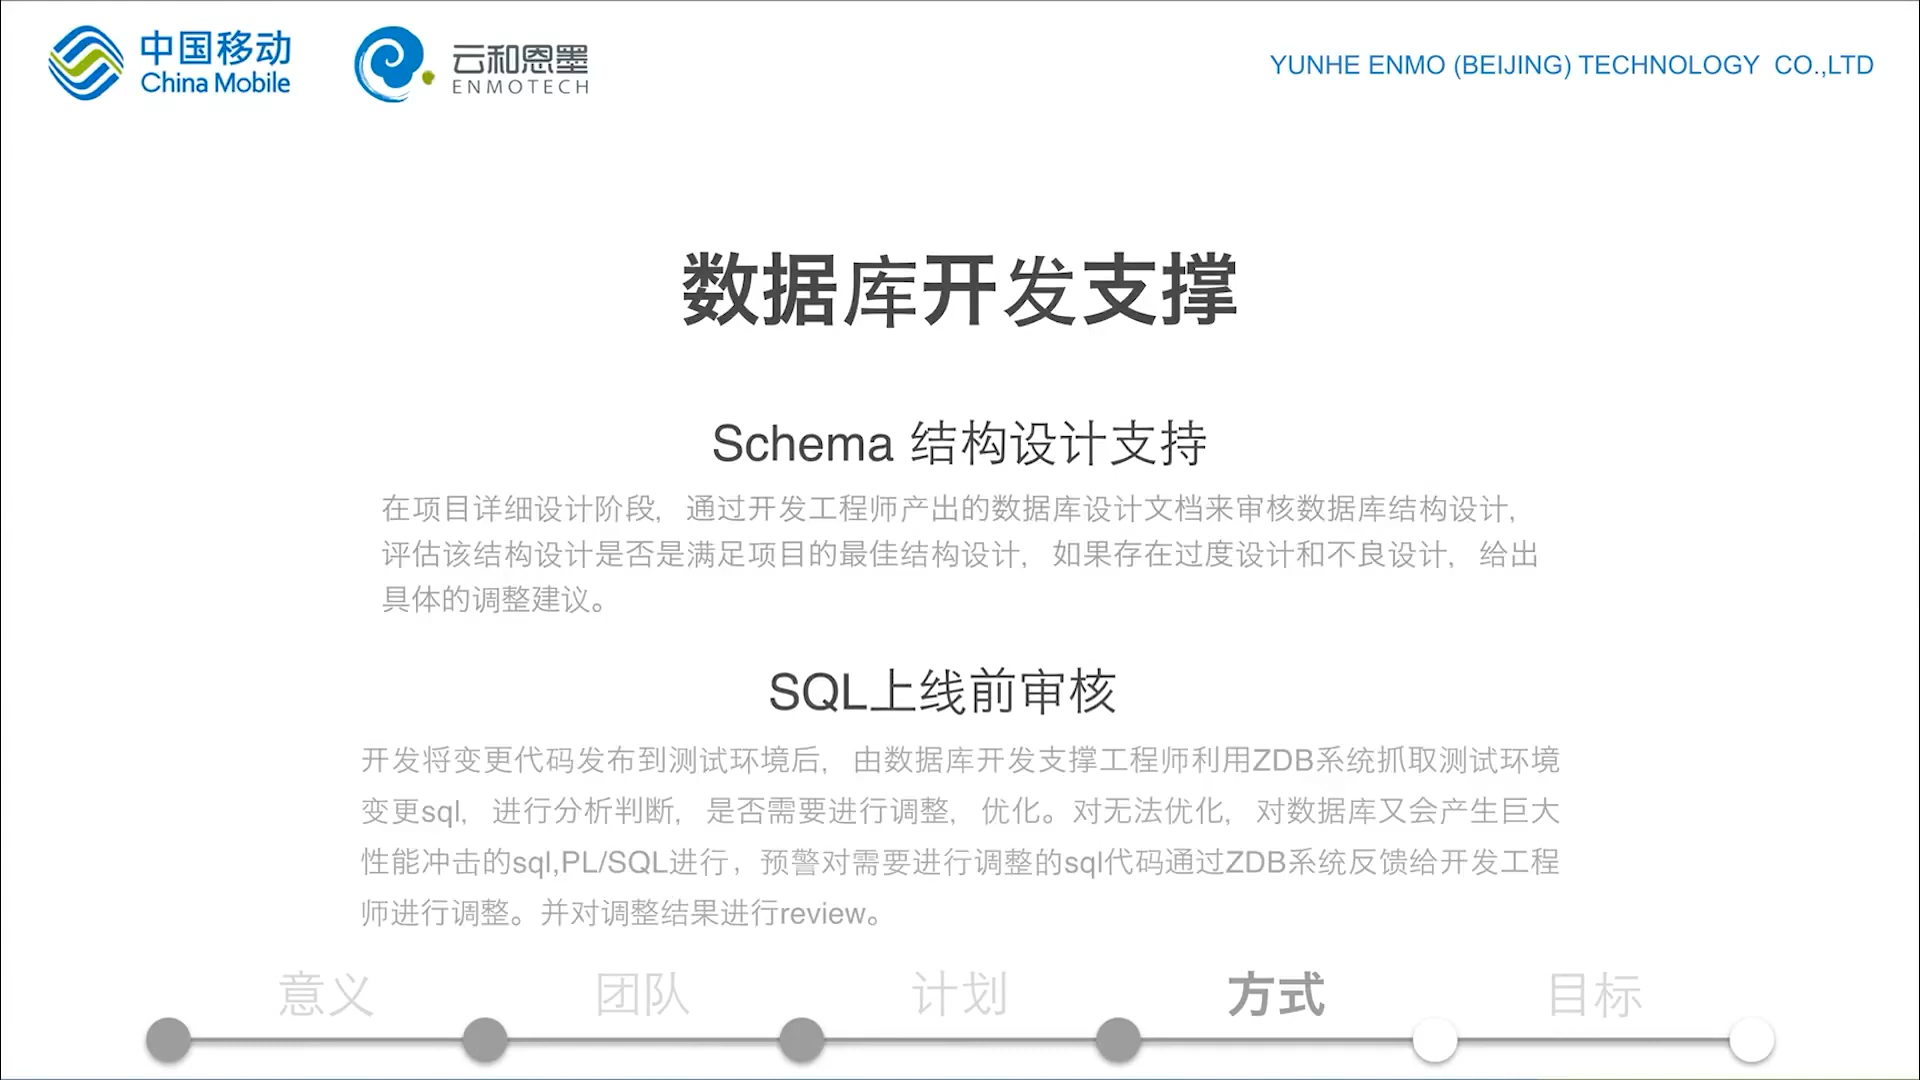 中国移动
China Mobile
云和恩墨
ENMOTECH
YUNHE ENMO (BEIJING) TECHNOLOGY CO.,LTD
数据库开发支撑
Schema 结构设计支持
在项目详细设计阶段，通过开发工程师产出的数据库设计文档来审核数据库结构设计，
评估该结构设计是否是满足项目的最佳结构设计，如果存在过度设计和不良设计，给出
具体的调整建议。
SQL上线前审核
开发将变更代码发布到测试环境后，由数据库开发支撑工程师利用ZDB系统抓取测试环境
变更sql，进行分析判断，是否需要进行调整，优化。对无法优化，对数据库又会产生巨大
性能冲击的sql,PL/SQL进行，预警对需要进行调整的sql代码通过ZDB系统反馈给开发工程
师进行调整。并对调整结果进行review。
意义
团队
计划
方式
目标